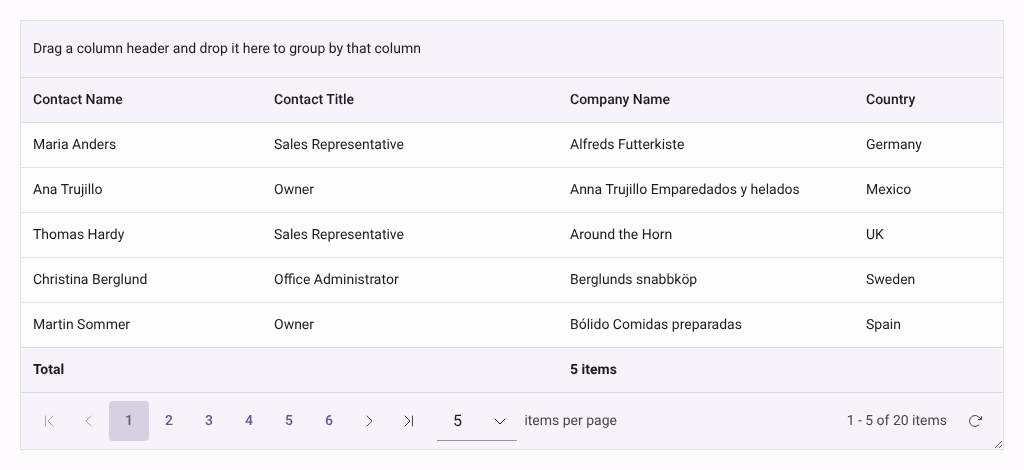 Drag a column header and drop it here to group by that column
Contact Name Contact Title Company Name Country
Maria Anders Sales Representative Alfreds Futterkiste Germany
Ana Trujillo Owner Anna Trujillo Emparedados y helados Mexico
Thomas Hardy Sales Representative Around the Horn UK
Christina Berglund Office Administrator Berglunds snabbköp Sweden
Martin Sommer Owner Bólido Comidas preparadas Spain
Total 5 items
1 2 3 4 5 6 5 items per page 1 - 5 of 20 items